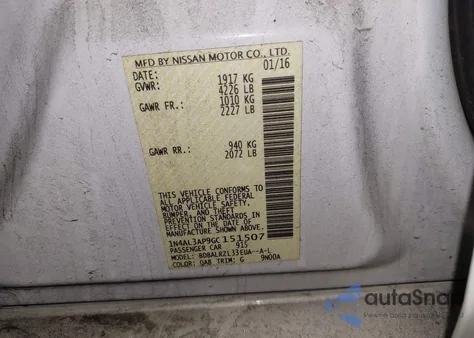 MFD BY NISSAN MOTOR CO., LTD.
DATE: 01/16
GVWR: 1917 KG
4226 LB
GAWR FR.: 1010 KG
2227 LB
GAWR RR.: 940 KG
2072 LB
THIS VEHICLE CONFORMS TO
ALL APPLICABLE FEDERAL
MOTOR VEHICLE SAFETY,
BUMPER, AND THEFT
PREVENTION STANDARDS IN
EFFECT ON THE DATE OF
MANUFACTURE SHOWN ABOVE.
1N4AL3AP9GC151507
PASSENGER CAR 915
MODEL: BDBALRZL33EUA--A-L
COLOR: QAB TRIM: G 9N00A
autoSnap